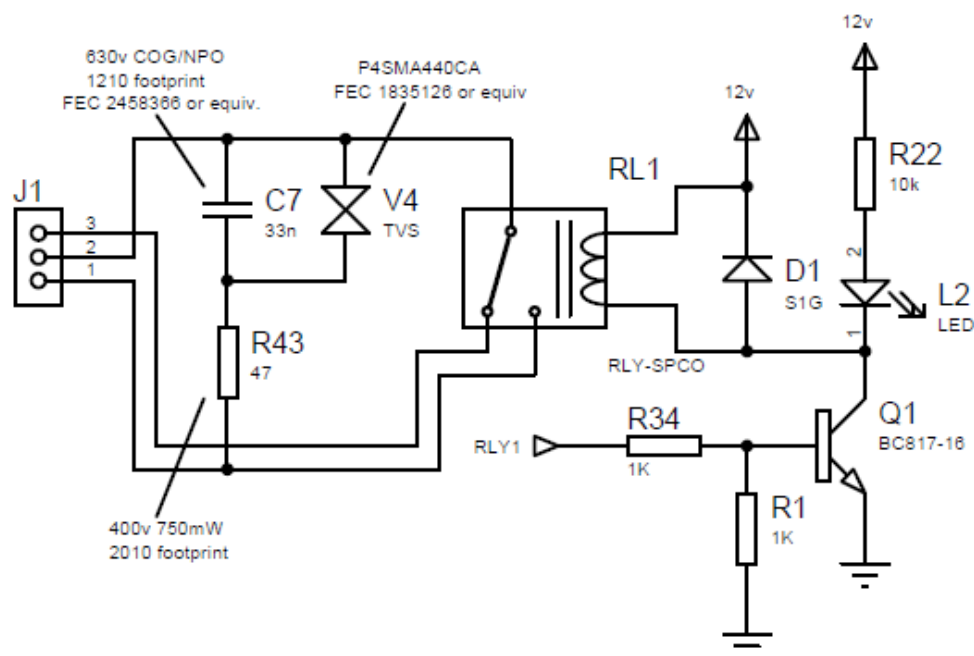 12v
630v COG/NPO
1210 footprint
FEC 2458366 or equiv.
P4SMA440CA
FEC 1835126 or equiv
12v
R22
10k
RL1
J1
C7
33n
V4
TVS
3
2
1
2
D1
S1G
L2
LED
1
R43
47
RLY-SPCO
Q1
BC817-16
R34
1K
RLY1
R1
1K
400v 750mW
2010 footprint